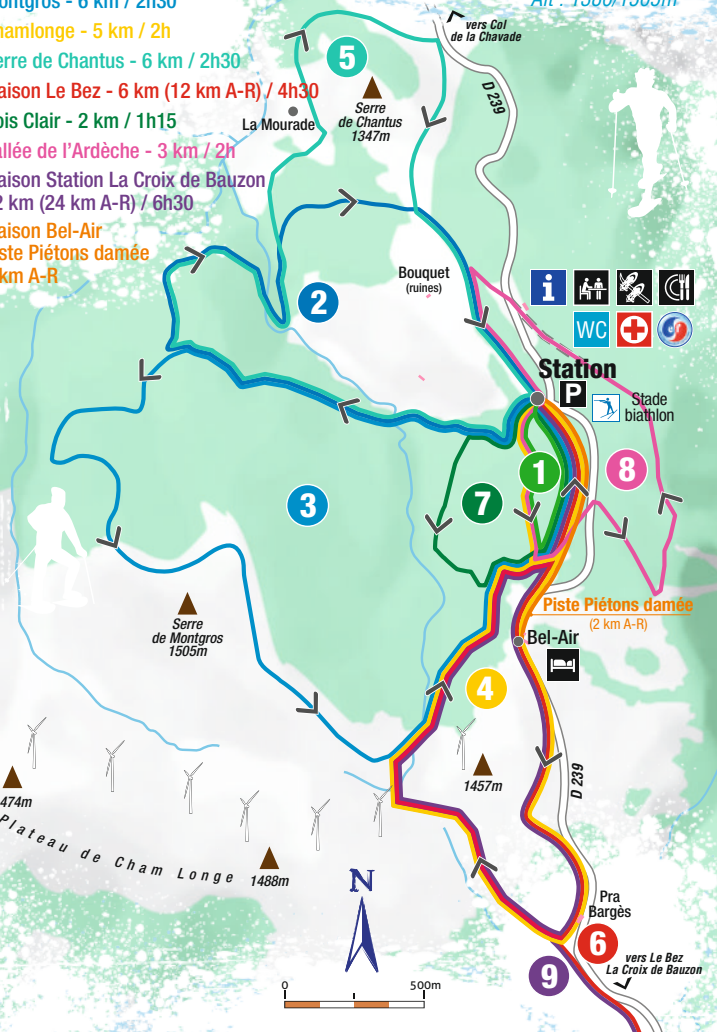 ontgros - 6 km / 2h30
hamlonge - 5 km / 2h
erre de Chantus - 6 km / 2h30
aison Le Bez - 6 km (12 km A-R) / 4h30
ois Clair - 2 km / 1h15
allée de l'Ardèche - 3 km / 2h
aison Station La Croix de Bauzon
2 km (24 km A-R) / 6h30
aison Bel-Air
iste Piétons damée
km A-R
vers Col
de la Chavade
D 239
5
La Mourade
Serre
de Chantus
1347m
Bouquet
(ruines)
2
i
WC
Station
P
Stade
biathlon
1
8
3
7
Serre
de Montgros
1505m
Piste Piétons damée
(2 km A-R)
Bel-Air
4
1457m
D 239
474m
Plateau de Cham Longe
1488m
N
Pra
Bargès
6
9
vers Le Bez
La Croix de Bauzon
0
500m